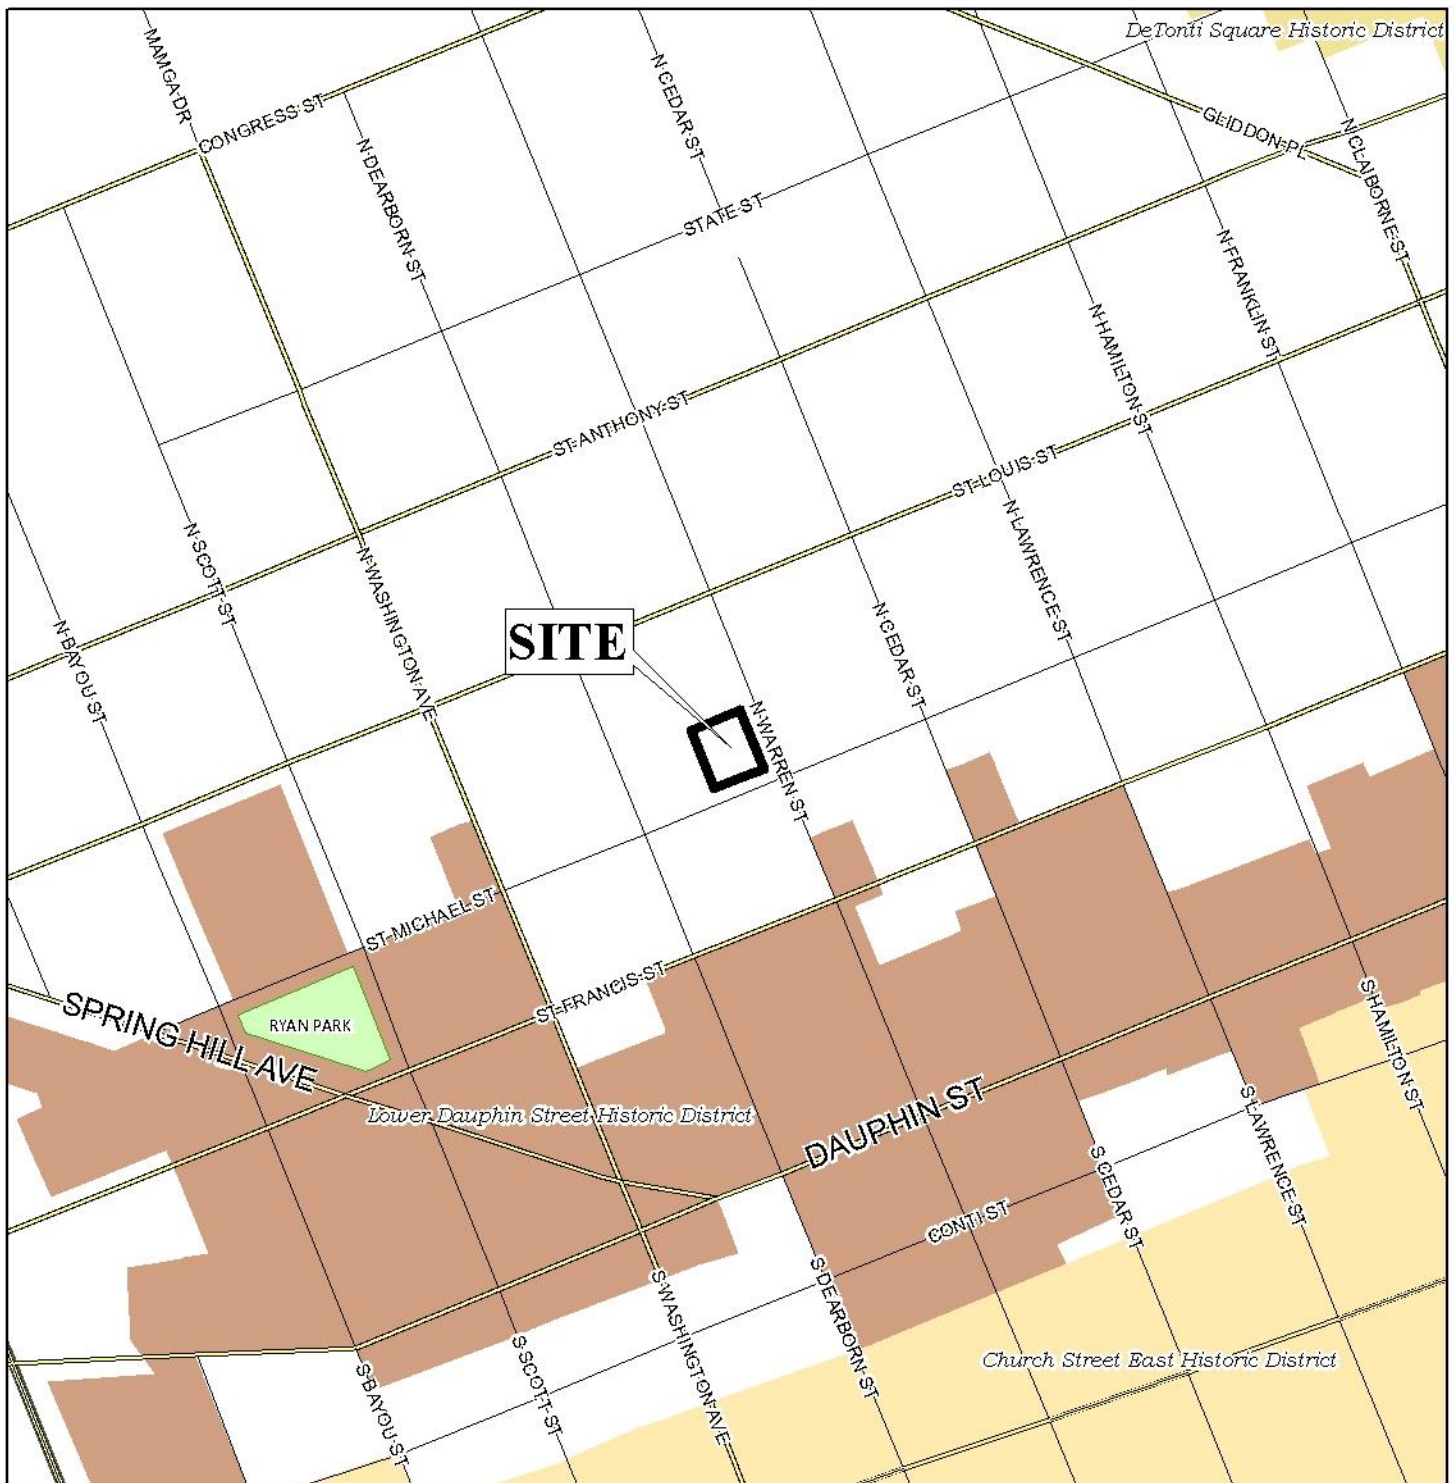 DeTonti Square Historic District
MAMGA DR
CONGRESS ST
N CEDAR ST
GLIDDON PL
N CLAIBORNE ST
N DEARBORN ST
STATE ST
N FRANKLIN ST
N HAMILTON ST
ST ANTHONY ST
ST LOUIS ST
N SCOTT ST
N WASHINGTON AVE
N LAWRENCE ST
N BAYOU ST
SITE
N CEDAR ST
N WARREN ST
ST MICHAEL ST
ST FRANCIS ST
SPRING HILL AVE
RYAN PARK
S HAMILTON ST
Lower Dauphin Street Historic District
DAUPHIN ST
S LAWRENCE ST
S CEDAR ST
CONTI ST
S DEARBORN ST
S WASHINGTON AVE
S SCOTT ST
S BAYOU ST
Church Street East Historic District